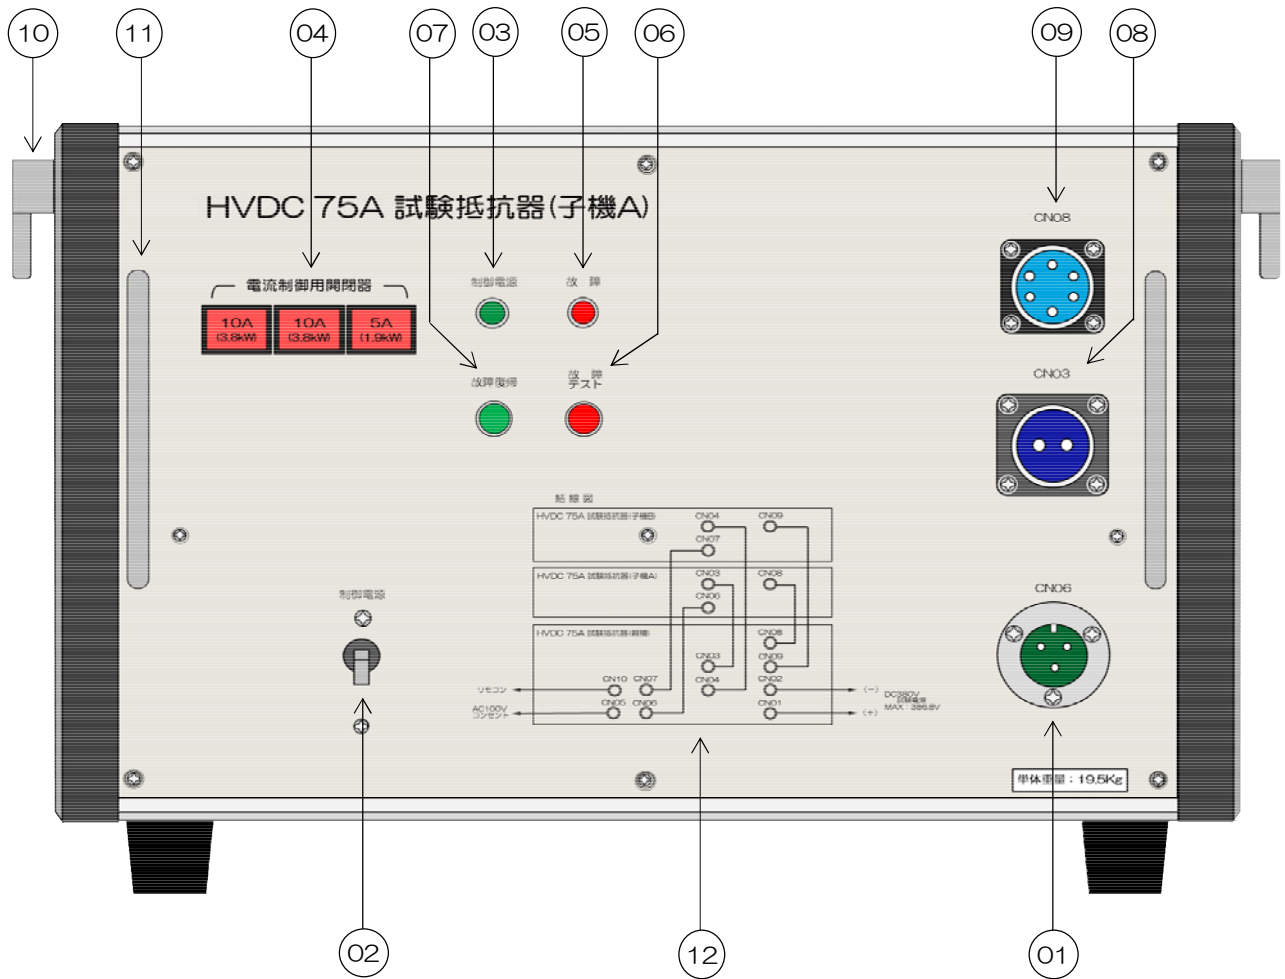 10 11 04 07 03 05 06 09 08
HVDC 75A 試験抵抗器(子機A)
CN08
電流制御用開閉器
制御電源 故 障
10A 10A 5A
(3.8kW) (3.8kW) (1.9kW)
故障復帰 故 障
テスト
CN03
結 線 図
HVDC 75A 試験抵抗器(子機B) CN04 CN09
CN07
HVDC 75A 試験抵抗器(子機A) CN03 CN08
CN06
制御電源
CN06
HVDC 75A 試験抵抗器(親機) CN08
CN03 CN09
リモコン CN10 CN07 CN04 CN02 (-) DC380V
試験電源
AC100V CN05 CN06 CN01 (+) MAX:386.8V
コンセント
単体重量:19.5Kg
02 12 01